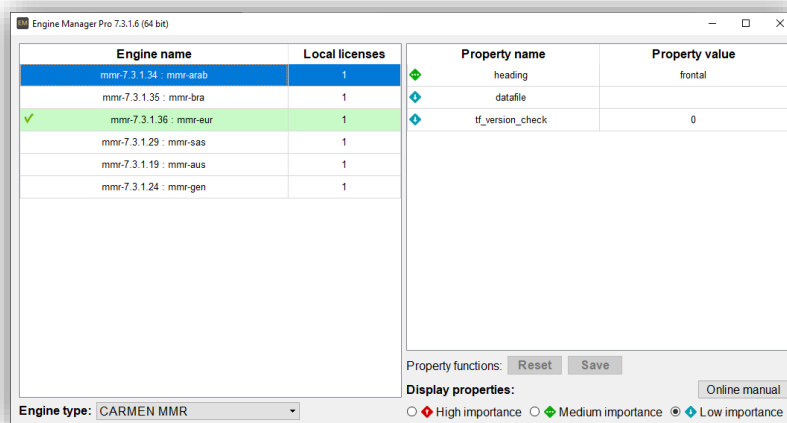 EM Engine Manager Pro 7.3.1.6 (64 bit)
Engine name Local licenses
mmr-7.3.1.34 : mmr-arab 1
mmr-7.3.1.35 : mmr-bra 1
mmr-7.3.1.36 : mmr-eur 1
mmr-7.3.1.29 : mmr-sas 1
mmr-7.3.1.19 : mmr-aus 1
mmr-7.3.1.24 : mmr-gen 1
Engine type: CARMEN MMR
Property name Property value
heading frontal
datafile
tf_version_check 0
Property functions: Reset Save
Display properties: Online manual
High importance Medium importance Low importance